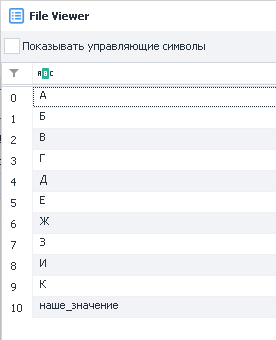 File Viewer
Показывать управляющие символы
ABC
0 А
1 Б
2 В
3 Г
4 Д
5 Е
6 Ж
7 З
8 И
9 К
10 наше_значение